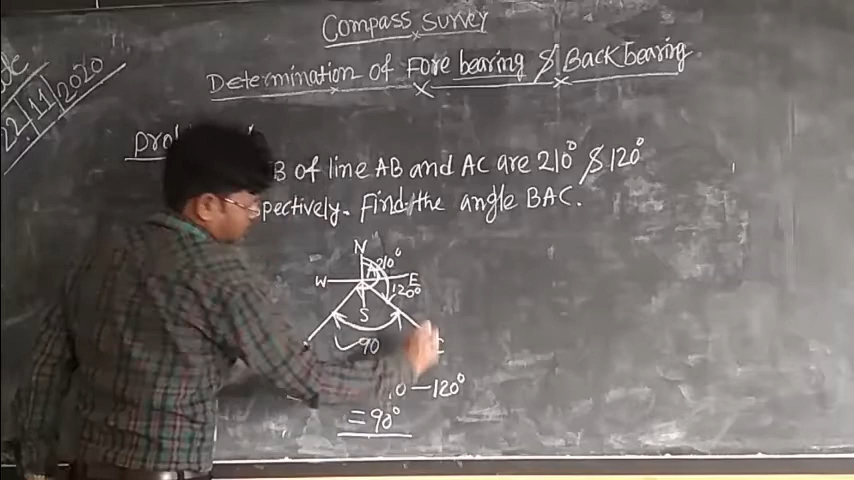 Compass Survey
Determination of Fore bearing & Back bearing
22 11 2020
B of line AB and AC are 210° & 120°
spectively. Find the angle BAC.
N
A 210°
W E
120°
S
90
C
0 - 120°
= 90°